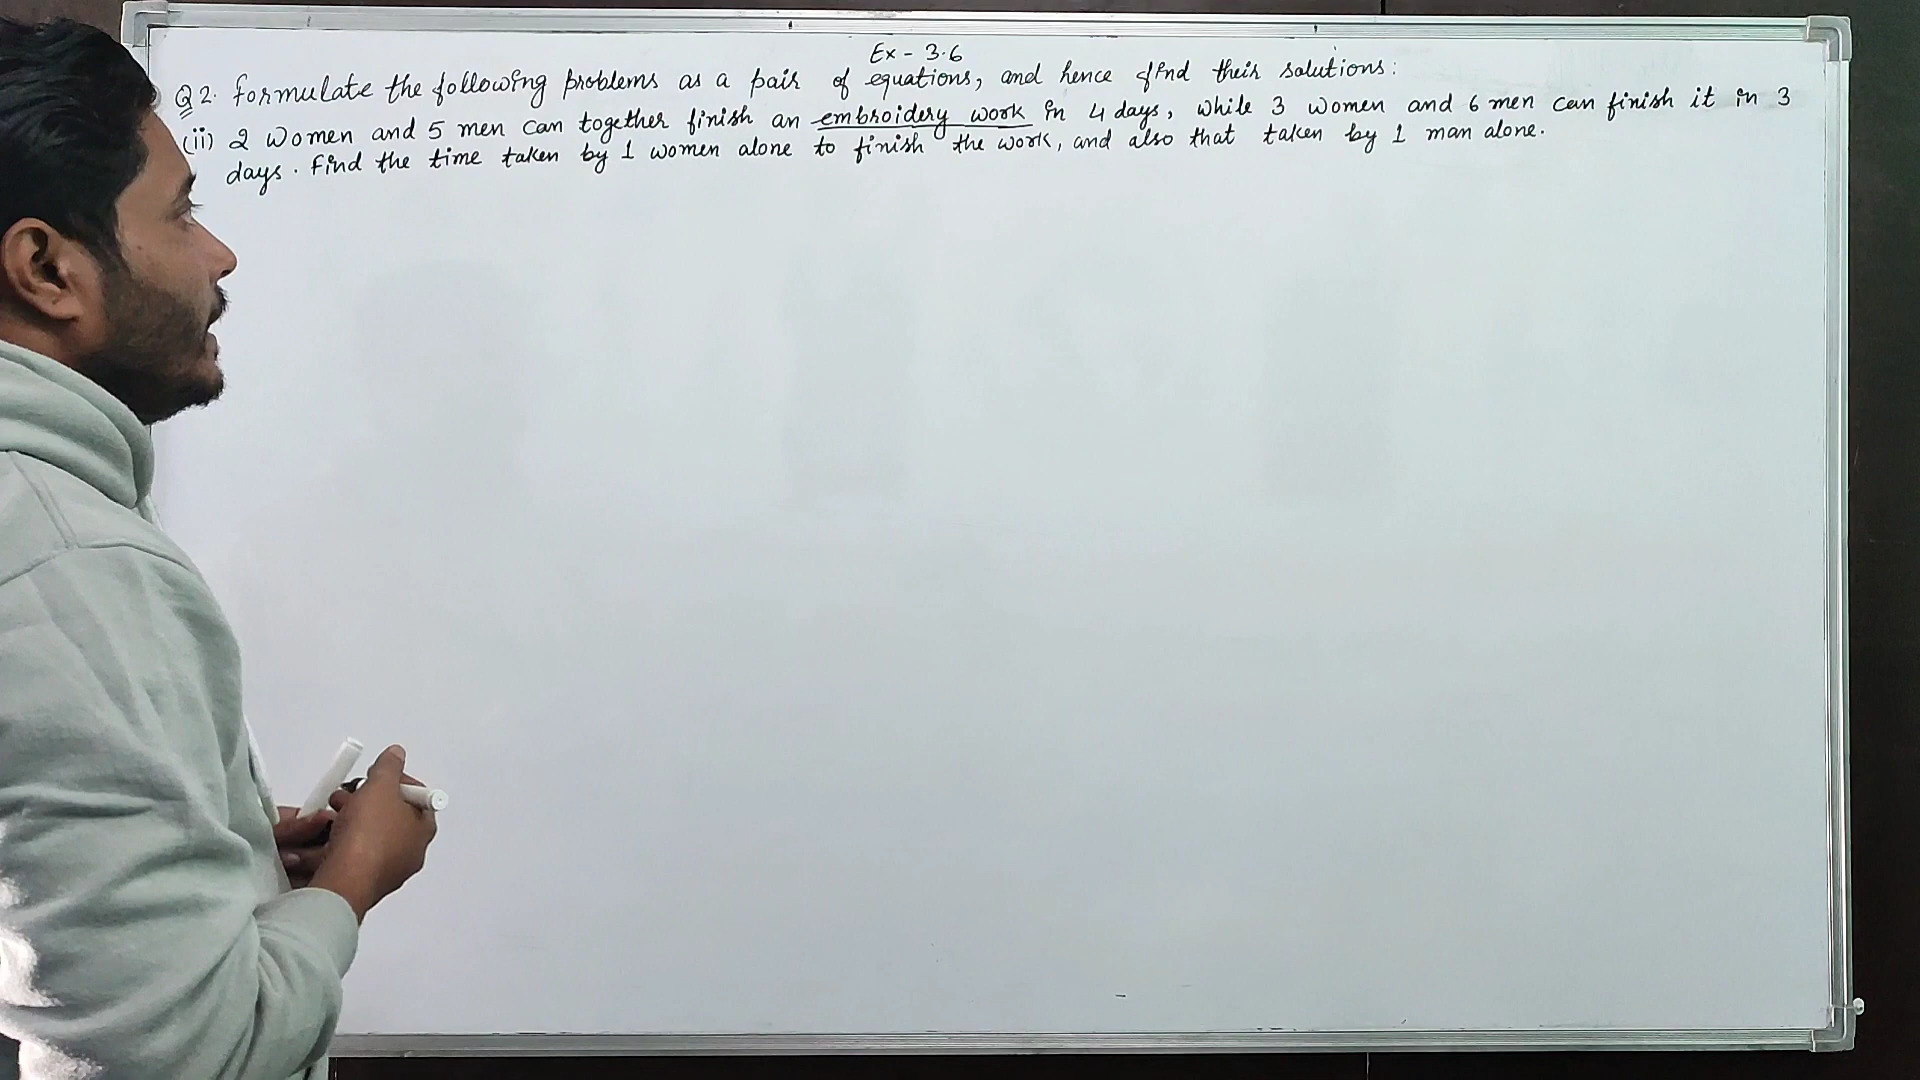 Ex - 3.6
Q2. Formulate the following problems as a pair of equations, and hence find their solutions:
(ii) 2 Women and 5 men can together finish an embroidery work in 4 days, while 3 women and 6 men can finish it in 3
days. Find the time taken by 1 women alone to finish the work, and also that taken by 1 man alone.